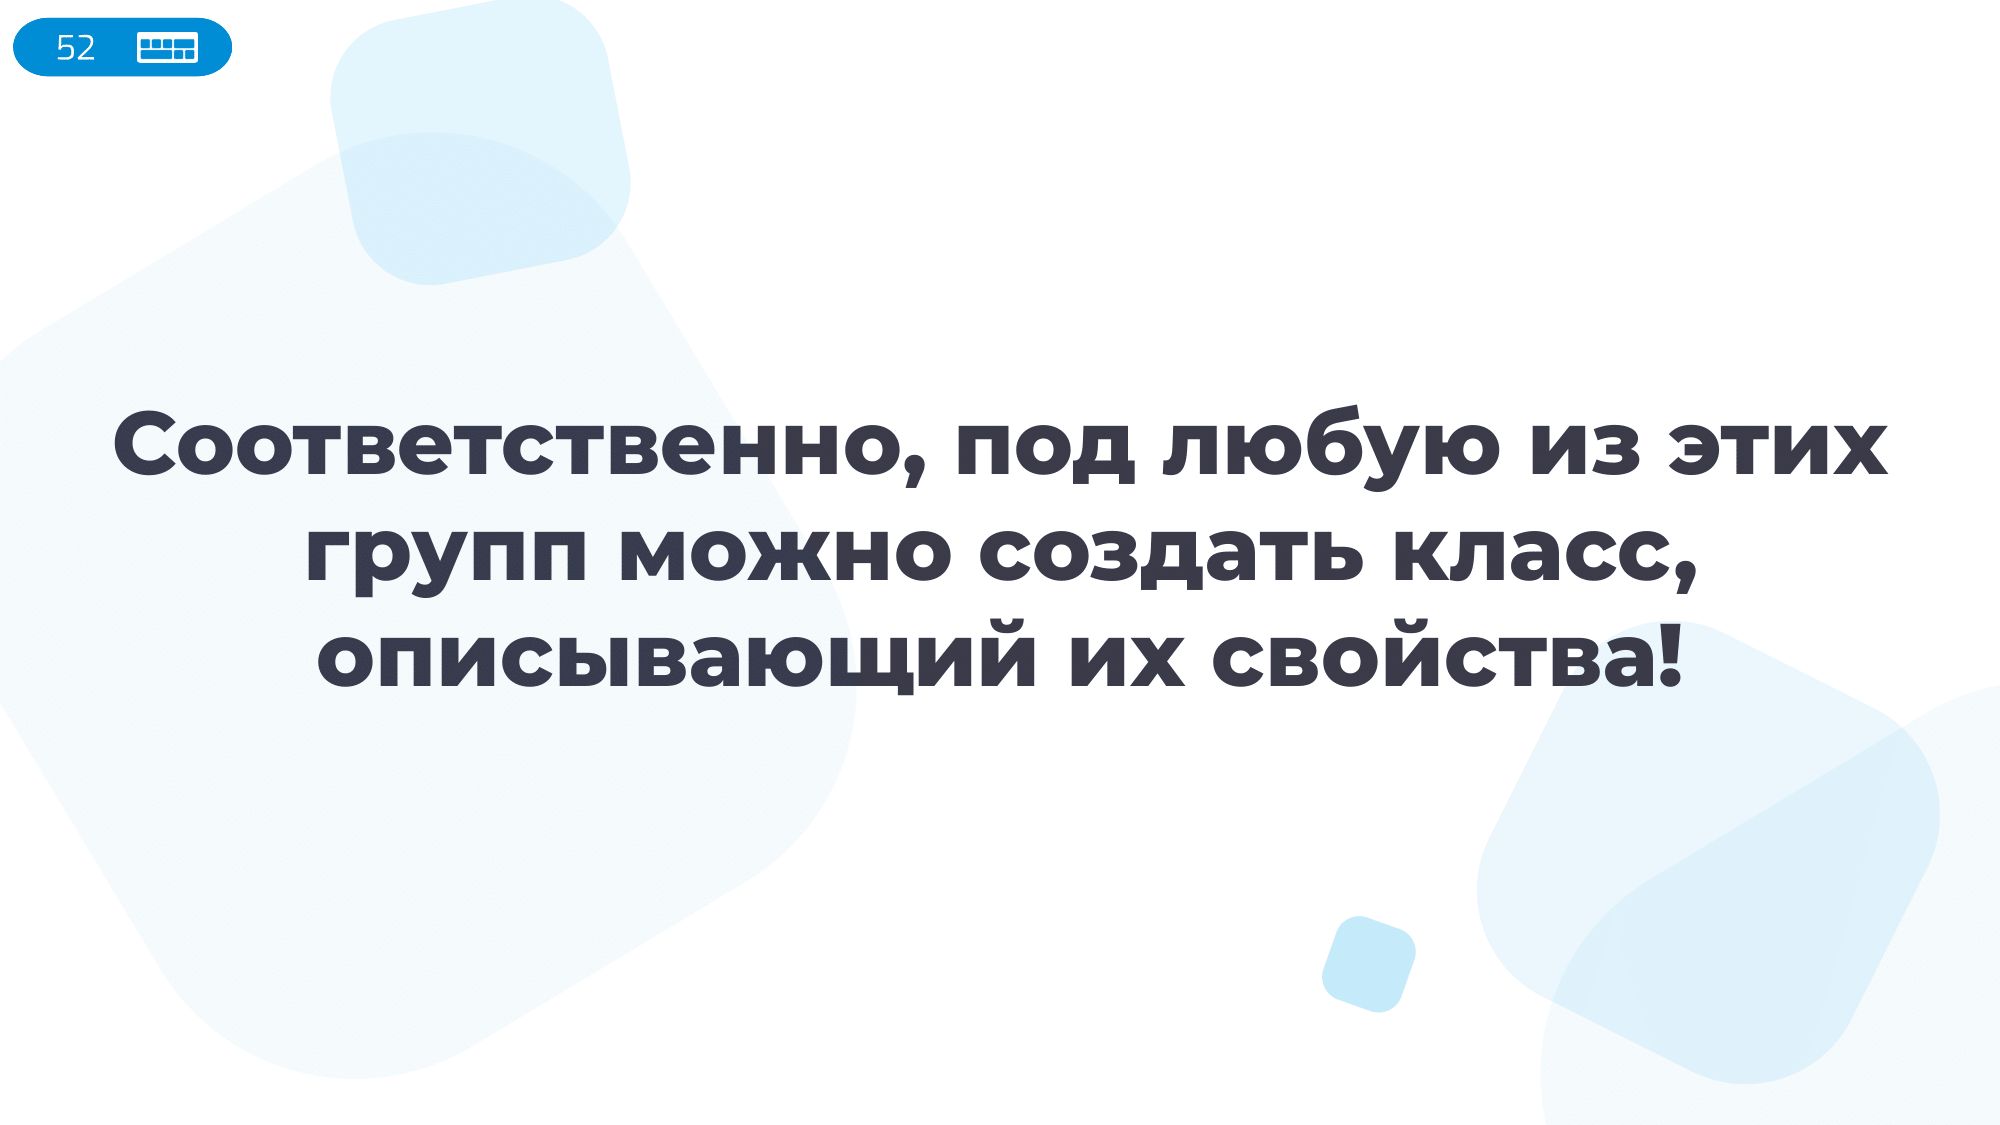 52
Соответственно, под любую из этих
групп можно создать класс,
описывающий их свойства!